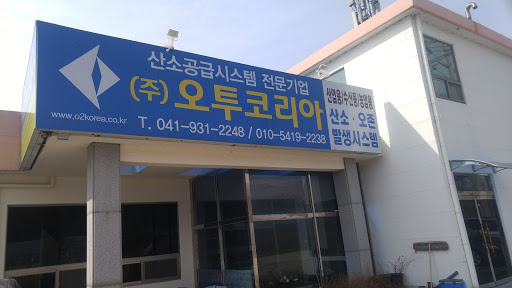 산소공급시스템 전문기업
(주)오투코리아
www.o2korea.co.kr
T. 041-931-2248 / 010-5419-2238
산업용/수산용/농업용
산소·오존
발생시스템